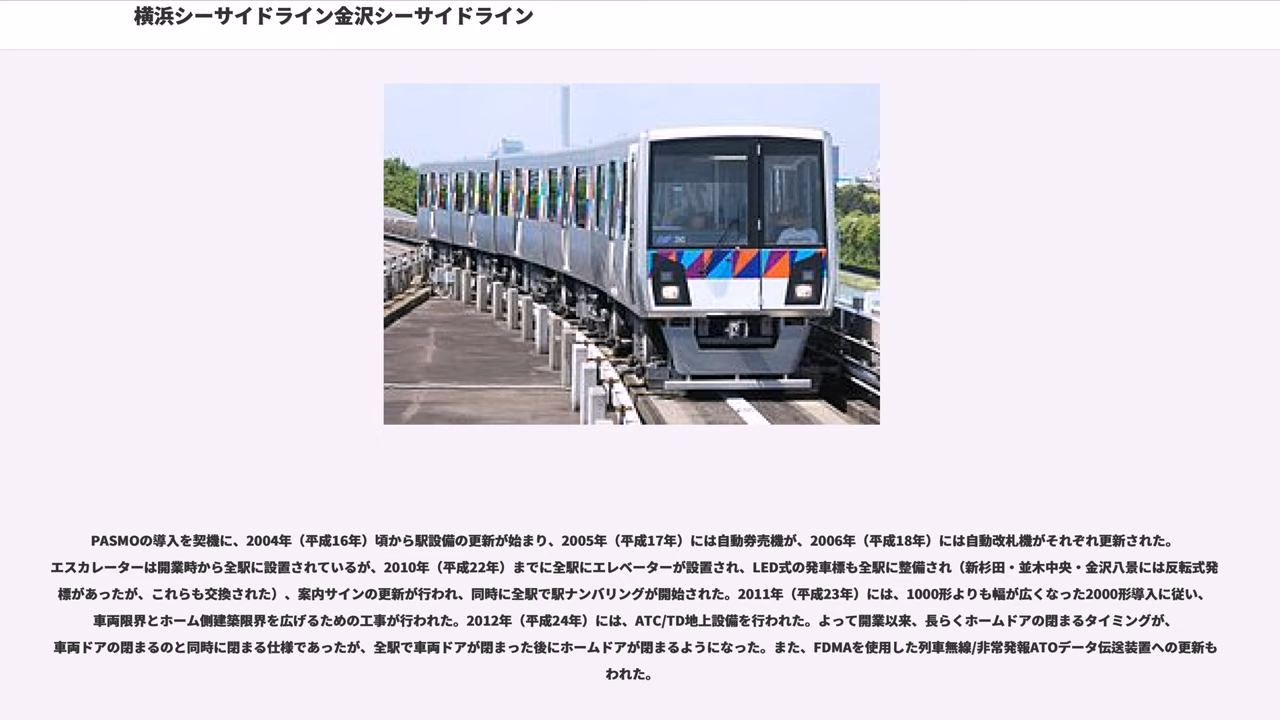 横浜シーサイドライン金沢シーサイドライン
PASMOの導入を契機に、2004年（平成16年）頃から駅設備の更新が始まり、2005年（平成17年）には自動券売機が、2006年（平成18年）には自動改札機がそれぞれ更新された。
エスカレーターは開業時から全駅に設置されているが、2010年（平成22年）までに全駅にエレベーターが設置され、LED式の発車標も全駅に整備され（新杉田・並木中央・金沢八景には反転式発
標があったが、これらも交換された）、案内サインの更新が行われ、同時に全駅で駅ナンバリングが開始された。2011年（平成23年）には、1000形よりも幅が広くなった2000形導入に従い、
車両限界とホーム側建築限界を広げるための工事が行われた。2012年（平成24年）には、ATC/TD地上設備を行われた。よって開業以来、長らくホームドアの閉まるタイミングが、
車両ドアの閉まるのと同時に閉まる仕様であったが、全駅で車両ドアが閉まった後にホームドアが閉まるようになった。また、FDMAを使用した列車無線/非常発報ATOデータ伝送装置への更新も
われた。